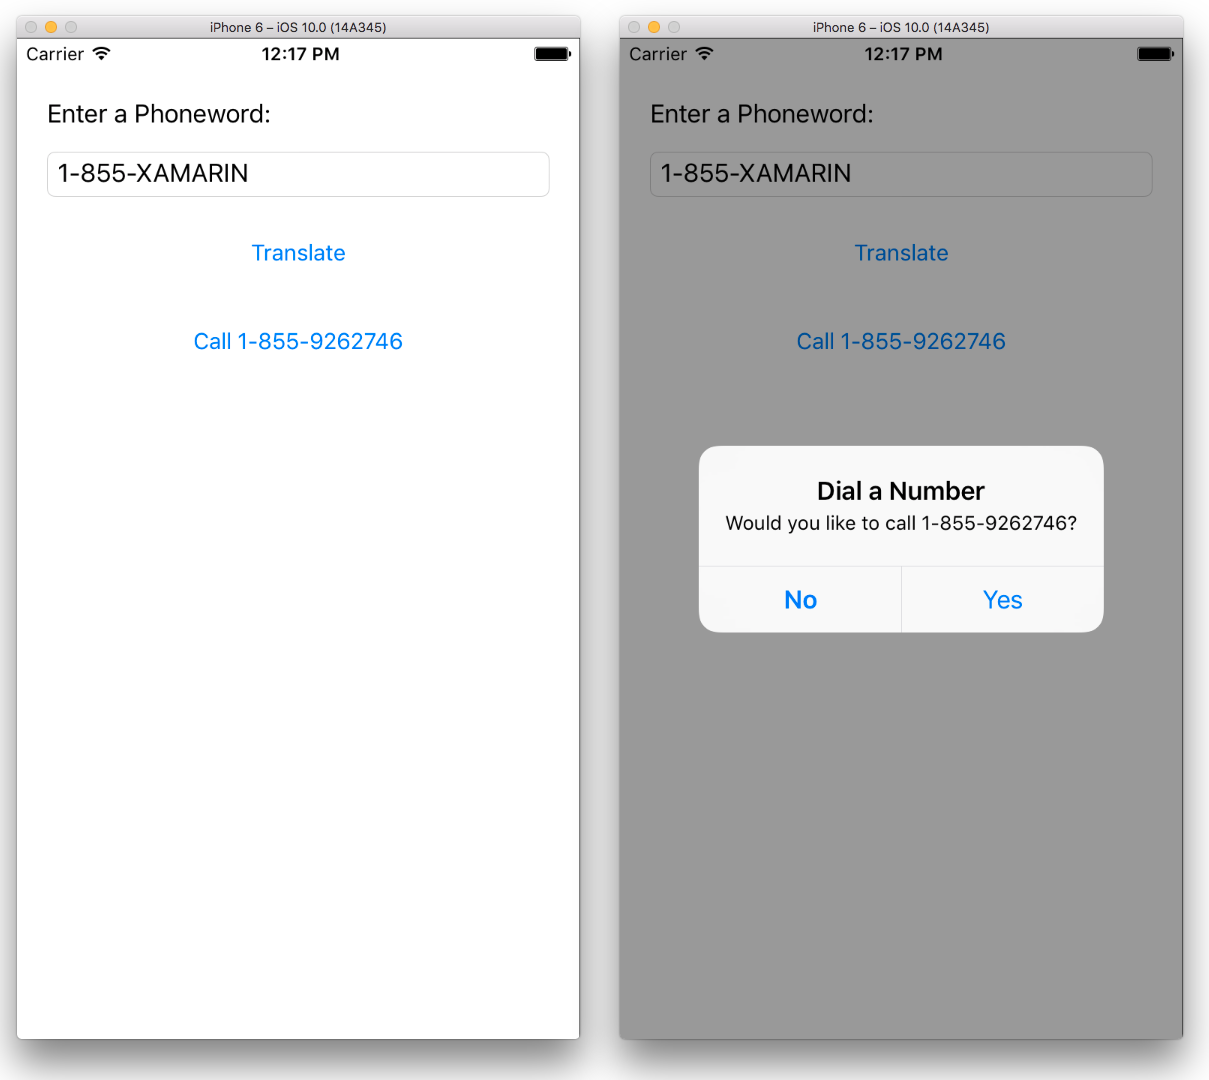 iPhone 6 – iOS 10.0 (14A345)
Carrier 12:17 PM
Enter a Phoneword:
1-855-XAMARIN
Translate
Call 1-855-9262746
iPhone 6 – iOS 10.0 (14A345)
Carrier 12:17 PM
Enter a Phoneword:
1-855-XAMARIN
Translate
Call 1-855-9262746
Dial a Number
Would you like to call 1-855-9262746?
No Yes